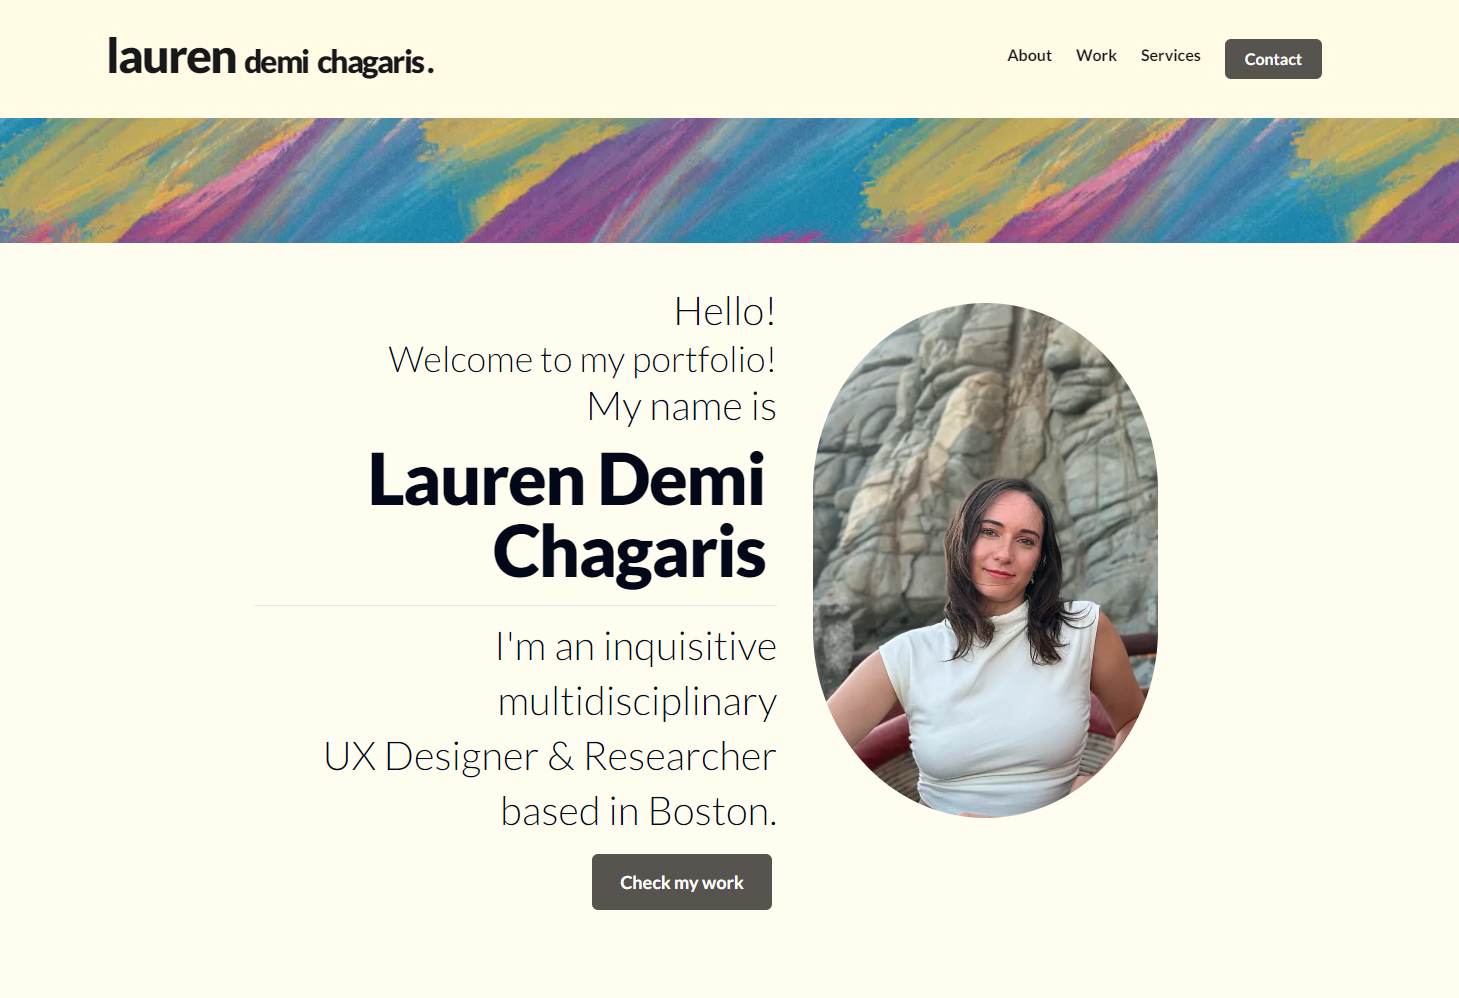 lauren demi chagaris.
About Work Services Contact
Hello!
Welcome to my portfolio!
My name is
Lauren Demi
Chagaris
I'm an inquisitive
multidisciplinary
UX Designer & Researcher
based in Boston.
Check my work